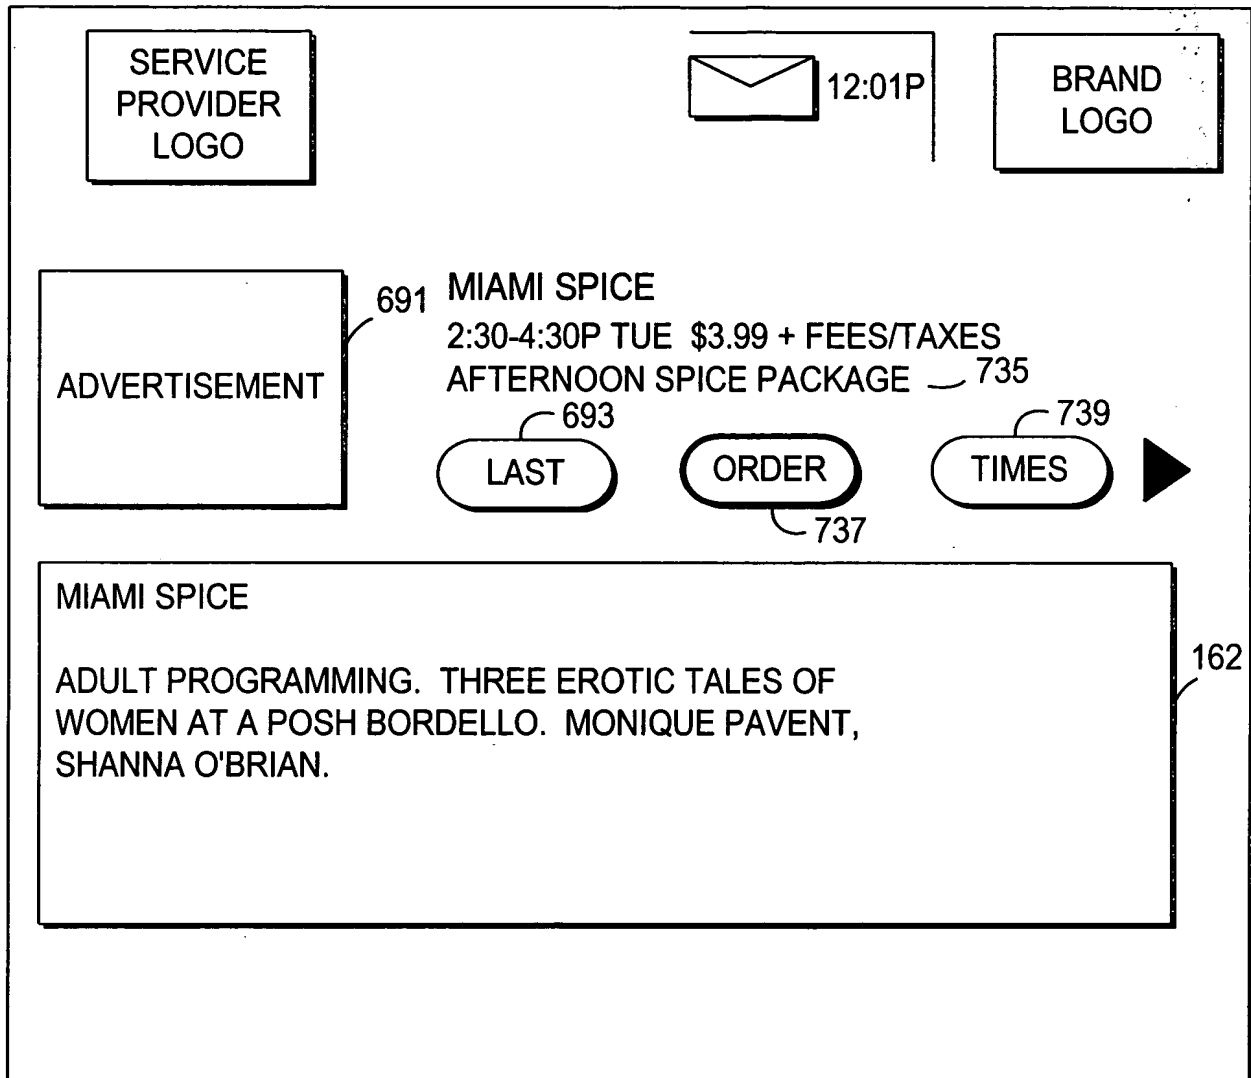 SERVICE
PROVIDER
LOGO
12:01P
BRAND
LOGO
ADVERTISEMENT
691
MIAMI SPICE
2:30-4:30P TUE $3.99 + FEES/TAXES
AFTERNOON SPICE PACKAGE 735
693
739
LAST
ORDER
TIMES
737
MIAMI SPICE
ADULT PROGRAMMING. THREE EROTIC TALES OF
WOMEN AT A POSH BORDELLO. MONIQUE PAVENT,
SHANNA O'BRIAN.
162